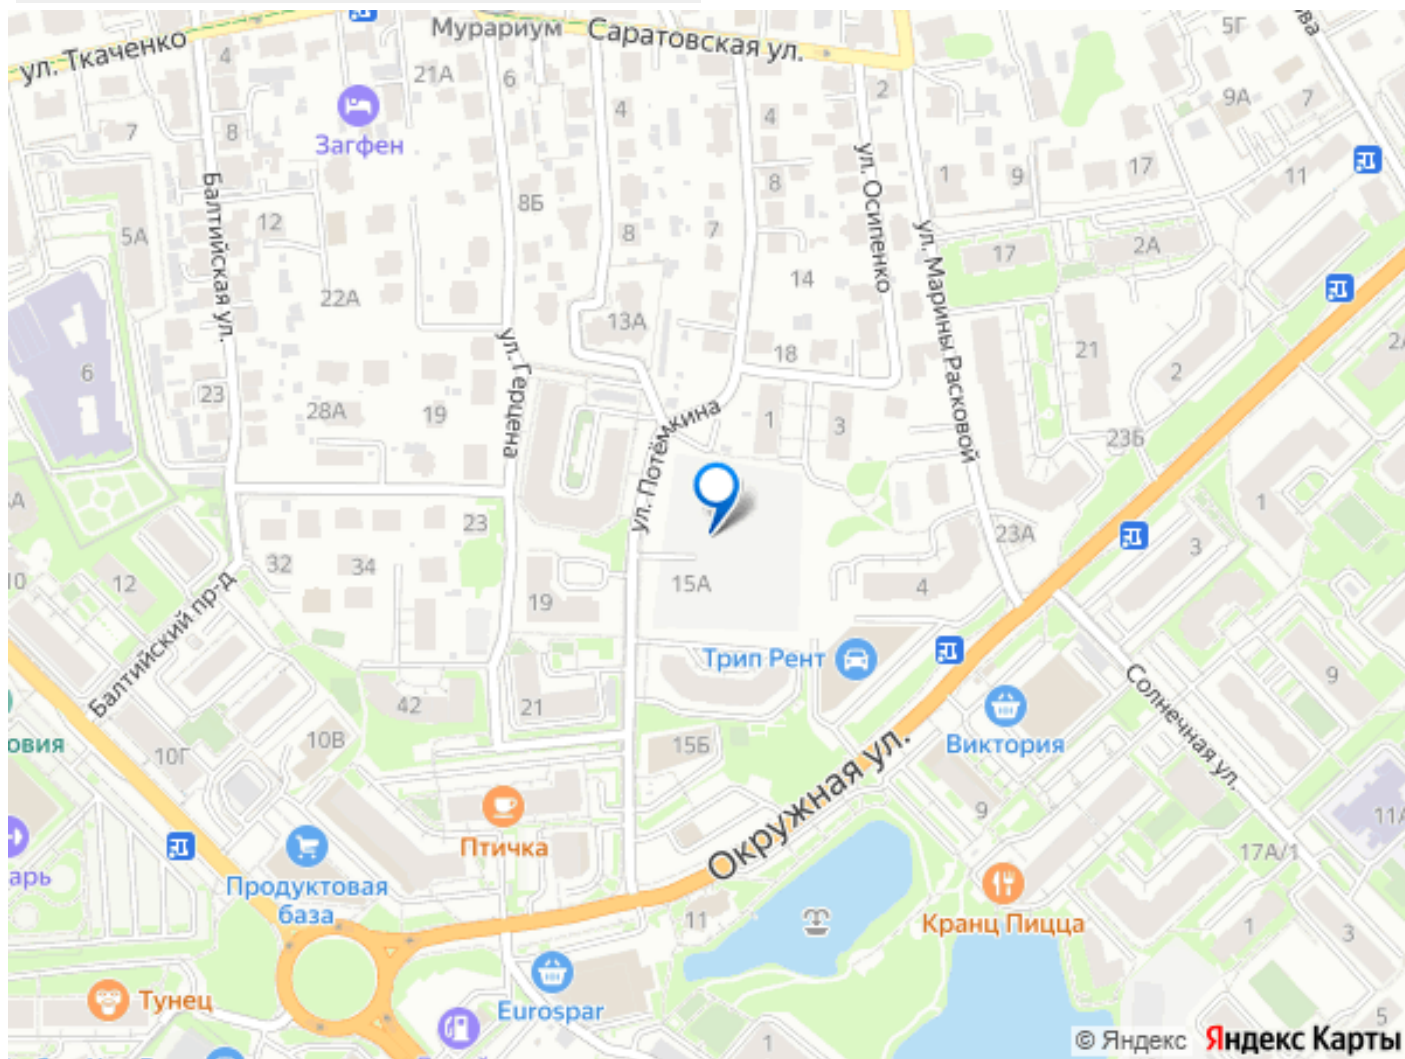 ул. Ткаченко
Мурариум
Саратовская ул.
5Г
4
21А
6
4
4
2
9А
7
Загфен
7
8
ул. Осипенко
1
9
17
11
Балтийская ул.
8Б
8
5А
12
8
7
14
ул. Марины Расковой
17
2А
22А
13А
18
21
2
6
23
28А
19
ул. Герцена
ул. Потёмкина
1
3
23Б
1
23
23А
3
32
34
10
12
15А
4
19
Балтийский пр-д
Трип Рент
Солнечная ул.
9
42
21
Виктория
овия
10Г
10В
15Б
Окружная ул.
9
11А
Птичка
арь
Продуктовая
база
17А/1
Кранц Пицца
11
1
3
Тунец
Eurospar
5
1
© Яндекс Яндекс Карты